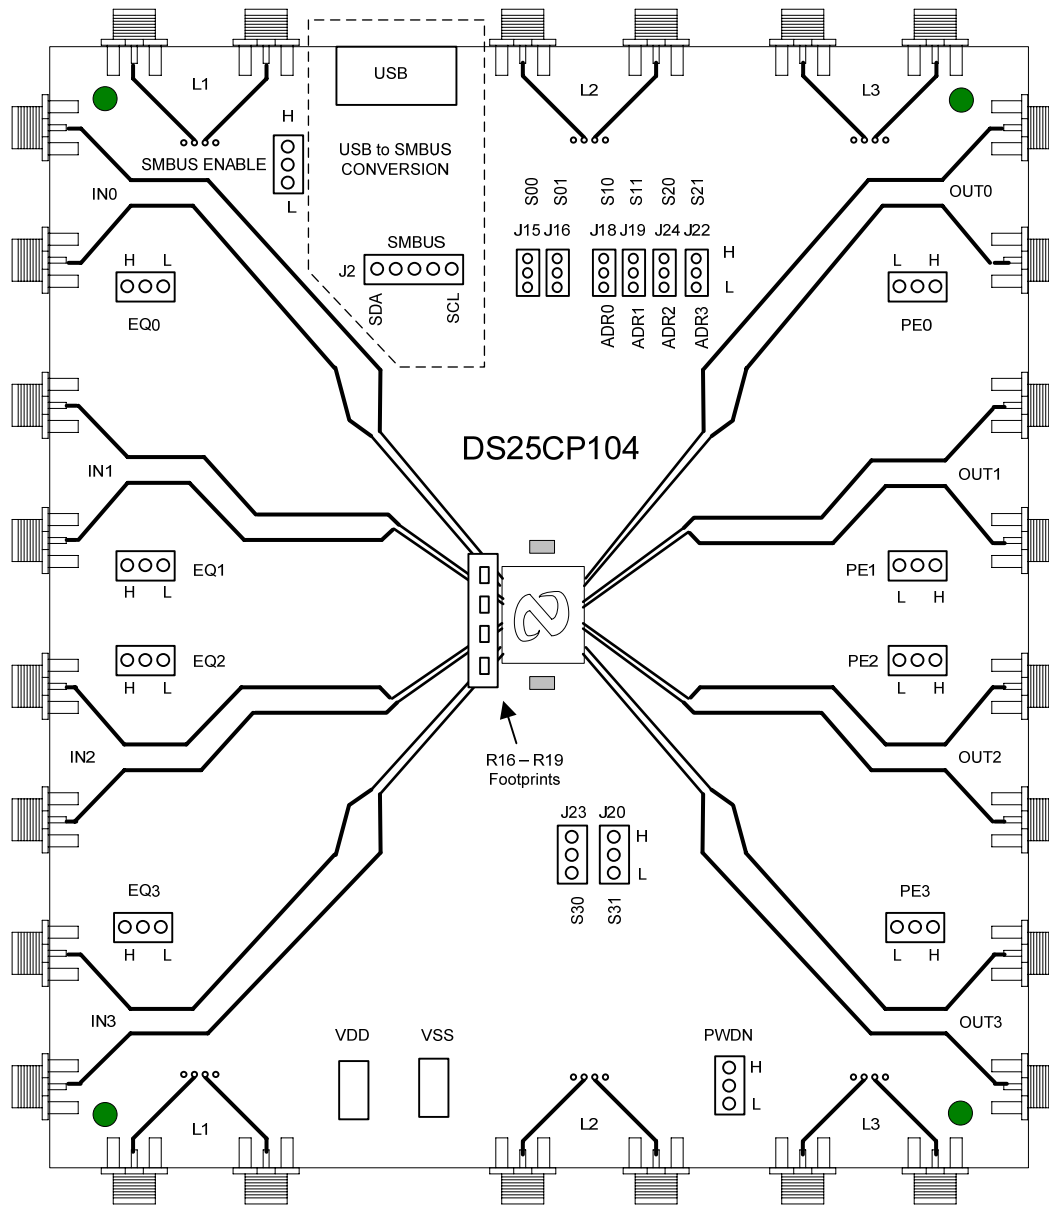 L1
USB
L2
L3
H
SMBUS ENABLE
L
USB to SMBUS
CONVERSION
IN0
OUT0
S00
S01
S10
S11
S20
S21
J15
J16
J18
J19
J24
J22
H
L
SMBUS
J2
SDA
SCL
H L
EQ0
ADR0
ADR1
ADR2
ADR3
L H
PE0
DS25CP104
IN1
OUT1
EQ1
H L
PE1
L H
EQ2
H L
PE2
L H
IN2
OUT2
R16 – R19
Footprints
J23
J20
H
L
S30
S31
EQ3
H L
PE3
L H
IN3
OUT3
VDD
VSS
PWDN
H
L
L1
L2
L3